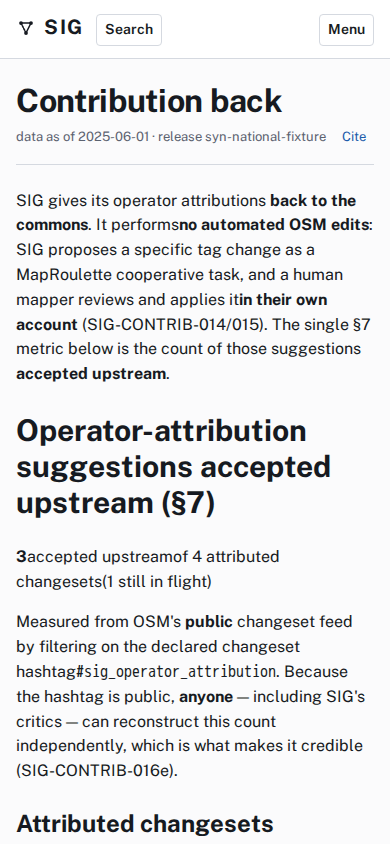 SIG
Search
Menu
Contribution back
data as of 2025-06-01 · release syn-national-fixture Cite
SIG gives its operator attributions back to the
commons. It performsno automated OSM edits:
SIG proposes a specific tag change as a
MapRoulette cooperative task, and a human
mapper reviews and applies itin their own
account (SIG-CONTRIB-014/015). The single §7
metric below is the count of those suggestions
accepted upstream.
Operator-attribution
suggestions accepted
upstream (§7)
3accepted upstreamof 4 attributed
changesets(1 still in flight)
Measured from OSM's public changeset feed
by filtering on the declared changeset
hashtag#sig_operator_attribution. Because
the hashtag is public, anyone — including SIG's
critics — can reconstruct this count
independently, which is what makes it credible
(SIG-CONTRIB-016e).
Attributed changesets